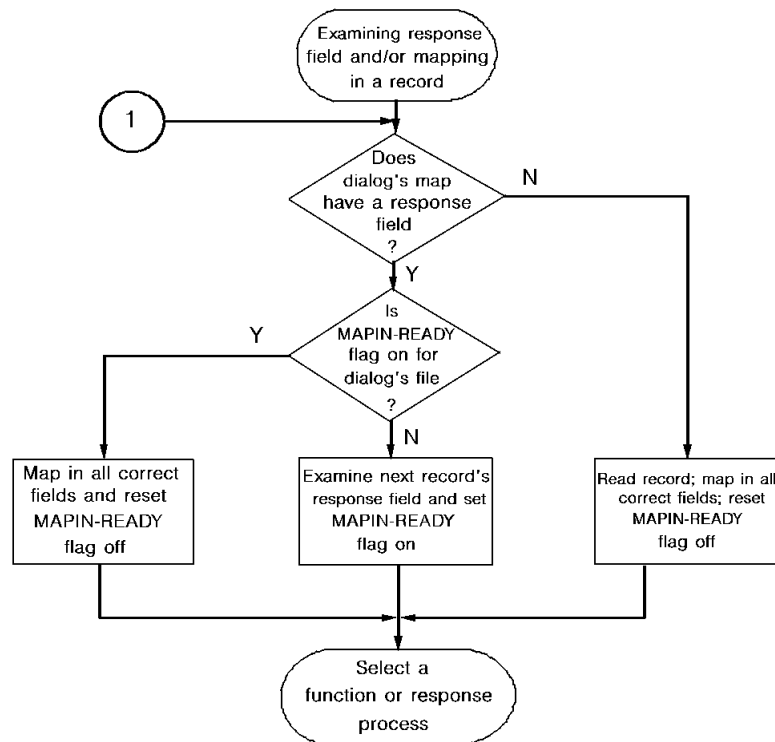 Examining response
field and/or mapping
in a record
1
Does
dialog's map
have a response
field
?
N
Y
Is
MAPIN-READY
flag on for
dialog's file
?
Y
N
Map in all correct
fields and reset
MAPIN-READY
flag off
Examine next record's
response field and set
MAPIN-READY
flag on
Read record; map in all
correct fields; reset
MAPIN-READY
flag off
Select a
function or response
process